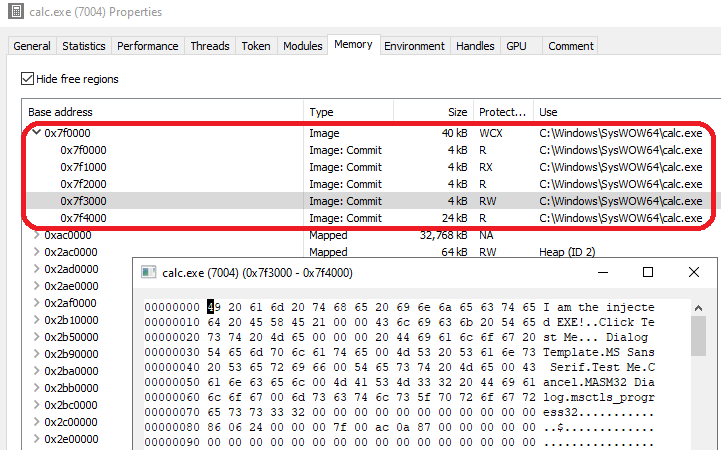 calc.exe (7004) Properties
General Statistics Performance Threads Token Modules Memory Environment Handles GPU Comment
Hide free regions
Base address Type Size Protect... Use
0x7f0000 Image 40 kB WCX C:\Windows\SysWOW64\calc.exe
0x7f0000 Image: Commit 4 kB R C:\Windows\SysWOW64\calc.exe
0x7f1000 Image: Commit 4 kB RX C:\Windows\SysWOW64\calc.exe
0x7f2000 Image: Commit 4 kB R C:\Windows\SysWOW64\calc.exe
0x7f3000 Image: Commit 4 kB RW C:\Windows\SysWOW64\calc.exe
0x7f4000 Image: Commit 24 kB R C:\Windows\SysWOW64\calc.exe
0xac0000 Mapped 32,768 kB NA
0x2ac0000 Mapped 64 kB RW Heap (ID 2)
0x2ad0000
0x2ae0000
0x2af0000
0x2b10000
0x2b50000
0x2b90000
0x2ba0000
0x2bb0000
0x2bc0000
0x2c00000
0x2e00000
calc.exe (7004) (0x7f3000 - 0x7f4000)
00000000 49 20 61 6d 20 74 68 65 20 69 6e 6a 65 63 74 65 I am the injecte
00000010 64 20 45 58 45 21 00 00 43 6c 69 63 6b 20 54 65 d EXE!..Click Te
00000020 73 74 20 4d 65 00 00 00 20 44 69 61 6c 6f 67 20 st Me... Dialog
00000030 54 65 6d 70 6c 61 74 65 00 4d 53 20 53 61 6e 73 Template.MS Sans
00000040 20 53 65 72 69 66 00 54 65 73 74 20 4d 65 00 43 Serif.Test Me.C
00000050 61 6e 63 65 6c 00 4d 41 53 4d 33 32 20 44 69 61 ancel.MASM32 Dia
00000060 6c 6f 67 00 6d 73 63 74 6c 73 5f 70 72 6f 67 72 log.msctls_progr
00000070 65 73 73 33 32 00 00 00 00 00 00 00 00 00 00 00 ess32...........
00000080 86 06 24 00 00 00 7f 00 ac 0a 87 00 00 00 00 00 ..$.............
00000090 00 00 00 00 00 00 00 00 00 00 00 00 00 00 00 00 ................